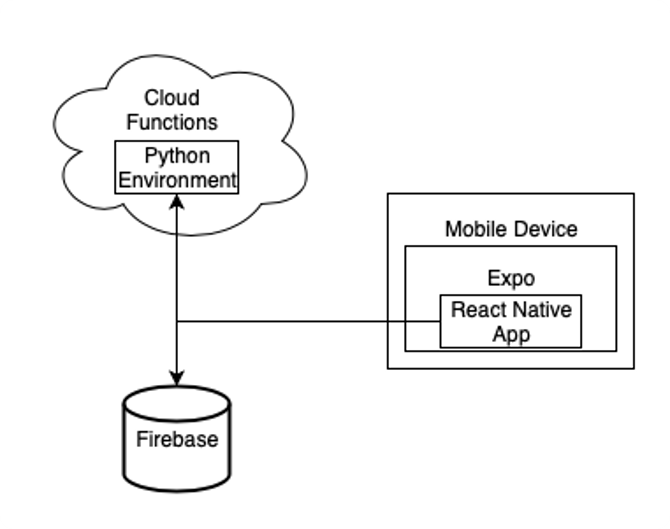 Cloud
Functions
Python
Environment
Mobile Device
Expo
React Native
App
Firebase